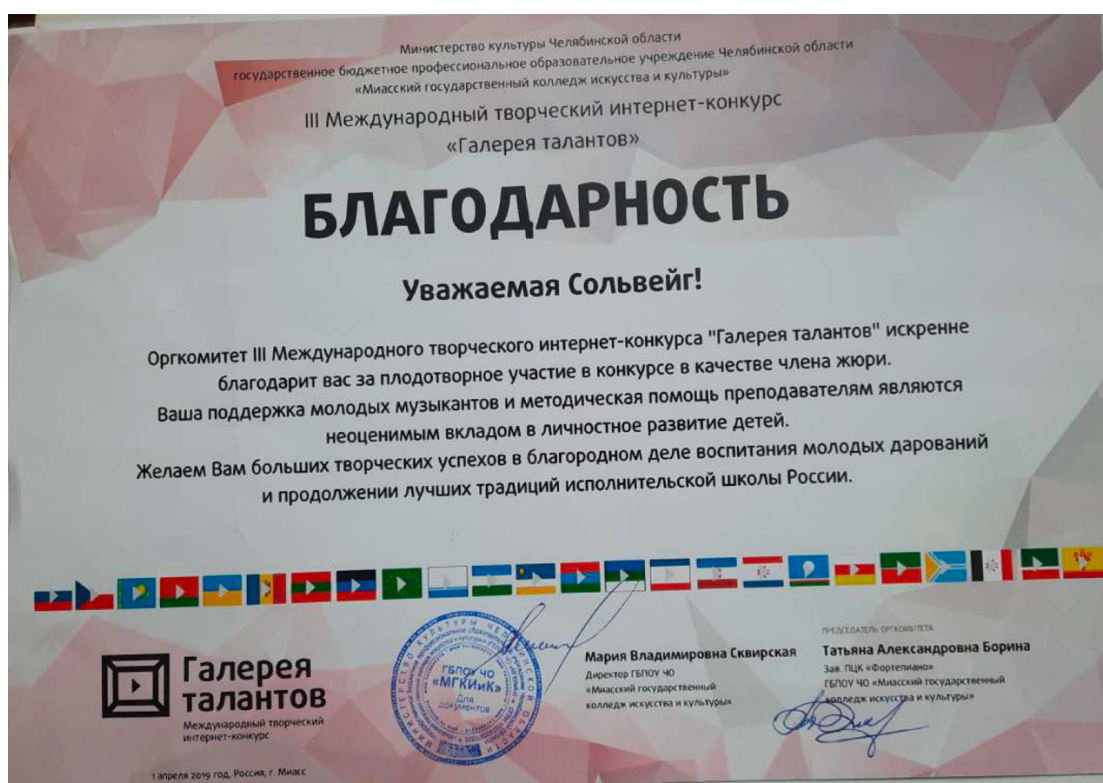 Министерство культуры Челябинской области
государственное бюджетное профессиональное образовательное учреждение Челябинской области
«Миасский государственный колледж искусства и культуры»
III Международный творческий интернет-конкурс
«Галерея талантов»
БЛАГОДАРНОСТЬ
Уважаемая Сольвейг!
Оргкомитет III Международного творческого интернет-конкурса "Галерея талантов" искренне
благодарит вас за плодотворное участие в конкурсе в качестве члена жюри.
Ваша поддержка молодых музыкантов и методическая помощь преподавателям являются
неоценимым вкладом в личностное развитие детей.
Желаем Вам больших творческих успехов в благородном деле воспитания молодых дарований
и продолжении лучших традиций исполнительской школы России.
Галерея
талантов
Международный творческий
интернет-конкурс
1 апреля 2019 год, Россия, г. Миасс
МИНИСТЕРСТВО КУЛЬТУРЫ ЧЕЛЯБИНСКОЙ ОБЛАСТИ
ГБПОУ ЧО
«МГКИиК»
Для
документов
Мария Владимировна Сквирская
Директор ГБПОУ ЧО
«Миасский государственный
колледж искусства и культуры»
ПРЕДСЕДАТЕЛЬ ОРГКОМИТЕТА
Татьяна Александровна Борина
Зав. ПЦК «Фортепиано»
ГБПОУ ЧО «Миасский государственный
колледж искусства и культуры»